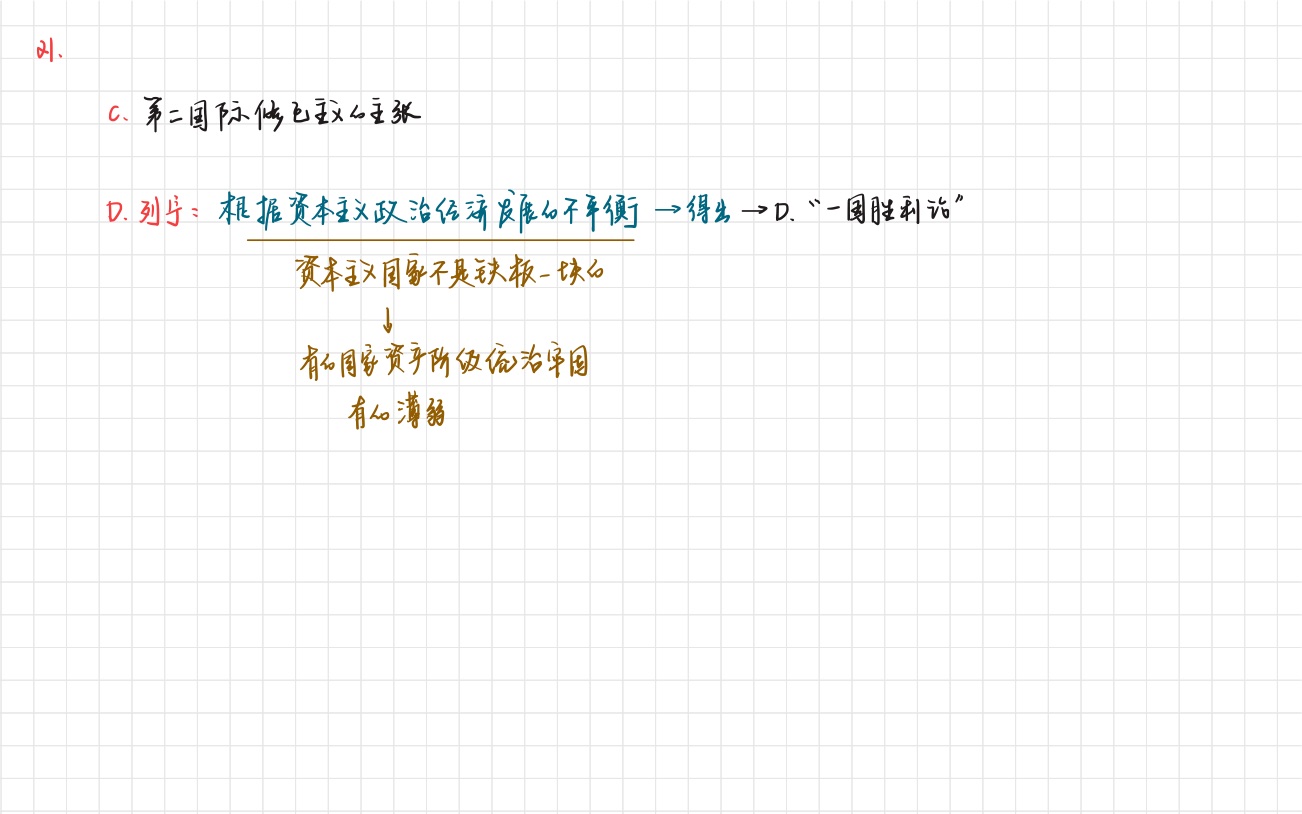 21.
C. 第二国际修正主义的主张
D. 列宁: 根据资本主义政治经济发展的不平衡 → 得出 → D. "一国胜利论"
资本主义国家不是铁板一块的
↓
有的国家资产阶级统治牢固
有的薄弱